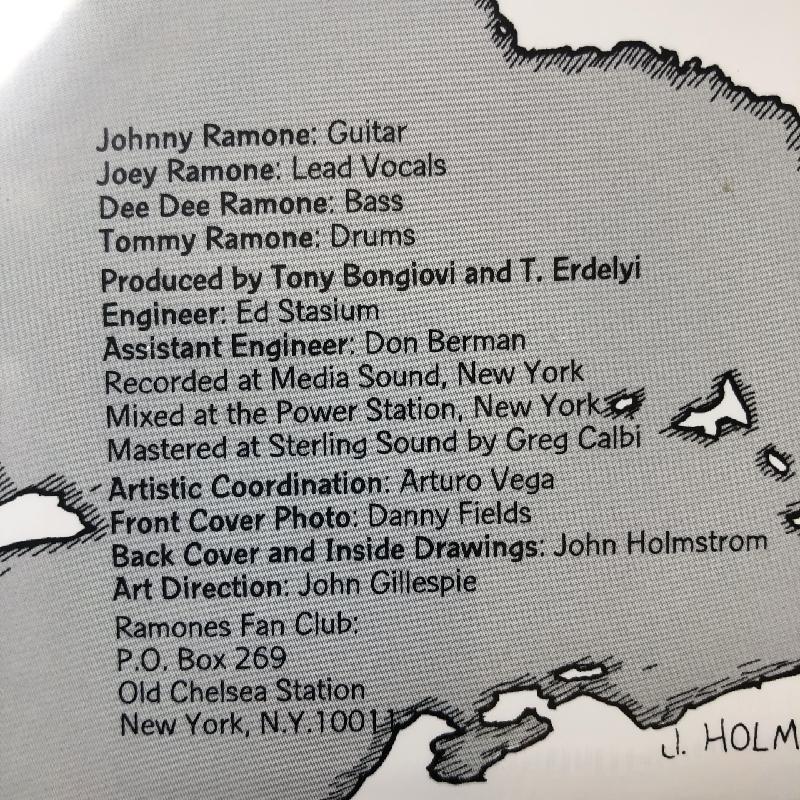 Johnny Ramone: Guitar
Joey Ramone: Lead Vocals
Dee Dee Ramone: Bass
Tommy Ramone: Drums
Produced by Tony Bongiovi and T. Erdelyi
Engineer: Ed Stasium
Assistant Engineer: Don Berman
Recorded at Media Sound, New York
Mixed at the Power Station, New York
Mastered at Sterling Sound by Greg Calbi
Artistic Coordination: Arturo Vega
Front Cover Photo: Danny Fields
Back Cover and Inside Drawings: John Holmstrom
Art Direction: John Gillespie
Ramones Fan Club:
P.O. Box 269
Old Chelsea Station
New York, N.Y.10011
J. HOLM